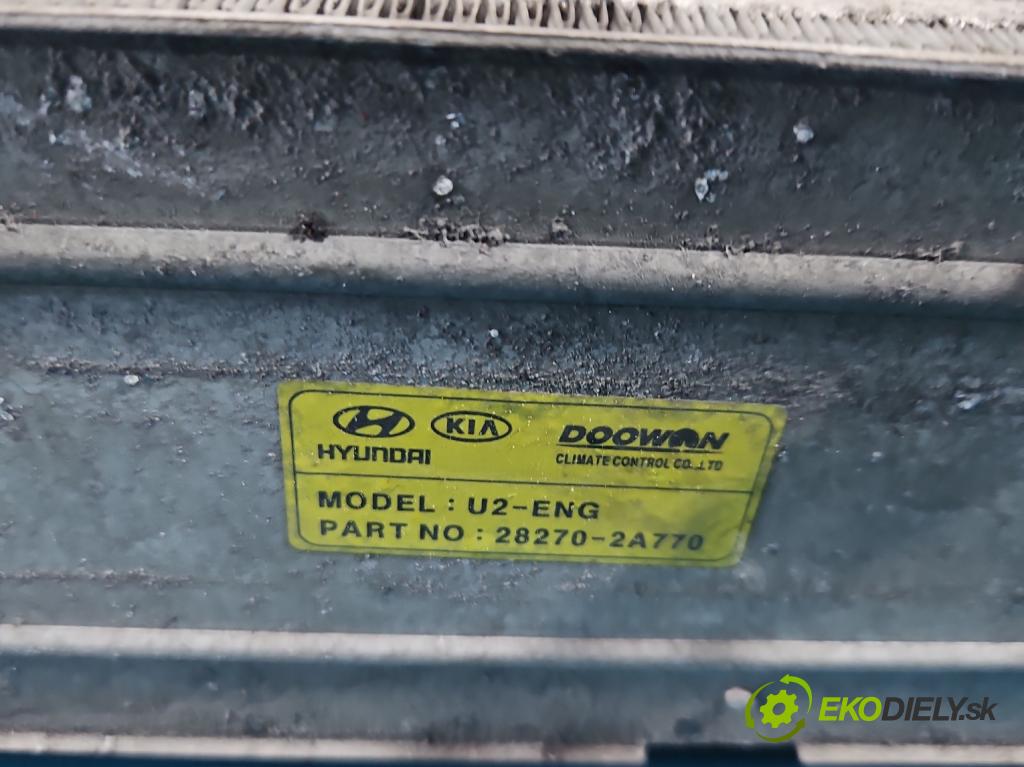 KIA
HYUNDAI
DOOWON
CLIMATE CONTROL CO., LTD
MODEL : U2-ENG
PART NO : 28270-2A770
EKODIELY.sk